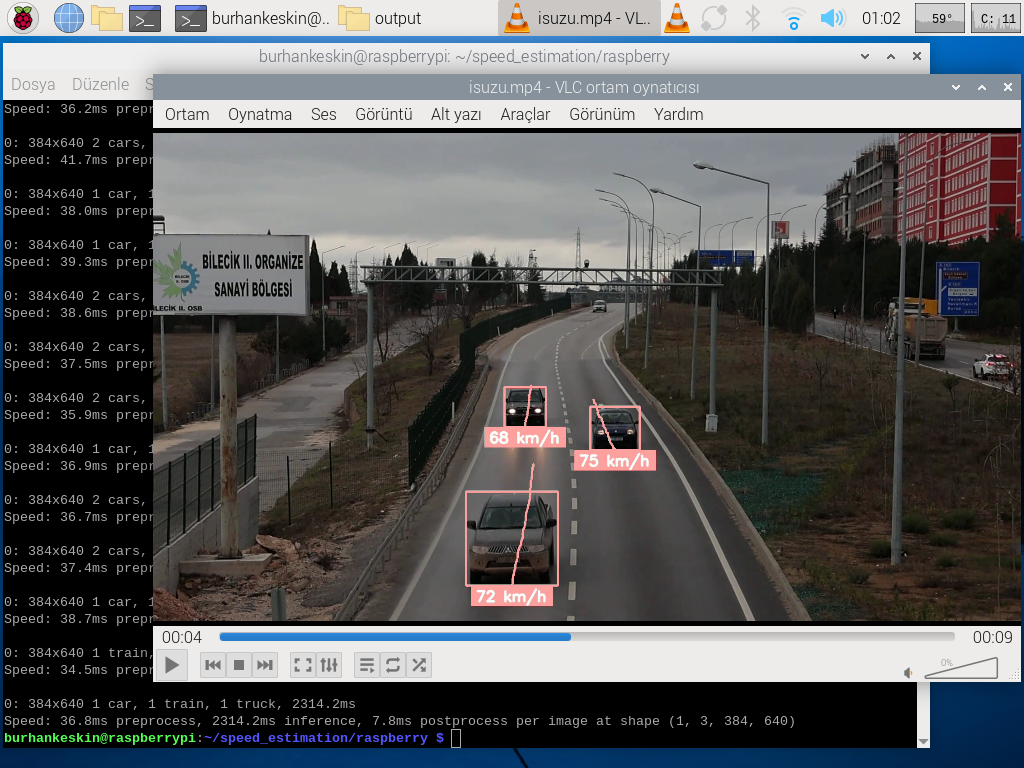 burhankeskin@..
output
isuzu.mp4 - VL..
01:02
59°
C: 11
burhankeskin@raspberrypi: ~/speed_estimation/raspberry
Dosya Düzenle S
isuzu.mp4 - VLC ortam oynatıcısı
Ortam Oynatma Ses Görüntü Alt yazı Araçlar Görünüm Yardım
Speed: 36.2ms prepr
0: 384x640 2 cars,
Speed: 41.7ms prepr
0: 384x640 1 car, 1
Speed: 38.0ms prepr
0: 384x640 1 car, 1
Speed: 39.3ms prepr
0: 384x640 2 cars,
Speed: 38.6ms prepr
0: 384x640 2 cars,
Speed: 37.5ms prepr
0: 384x640 2 cars,
Speed: 35.9ms prepr
0: 384x640 1 car, 1
Speed: 36.9ms prepr
0: 384x640 2 cars,
Speed: 36.7ms prepr
0: 384x640 2 cars,
Speed: 37.4ms prepr
0: 384x640 1 car, 1
Speed: 38.7ms prepr
0: 384x640 1 train,
Speed: 34.5ms prepr
BİLECİK II. ORGANİZE
SANAYİ BÖLGESİ
BİLECİK II. OSB
68 km/h
75 km/h
72 km/h
00:04
00:09
0%
0: 384x640 1 car, 1 train, 1 truck, 2314.2ms
Speed: 36.8ms preprocess, 2314.2ms inference, 7.8ms postprocess per image at shape (1, 3, 384, 640)
burhankeskin@raspberrypi:~/speed_estimation/raspberry $